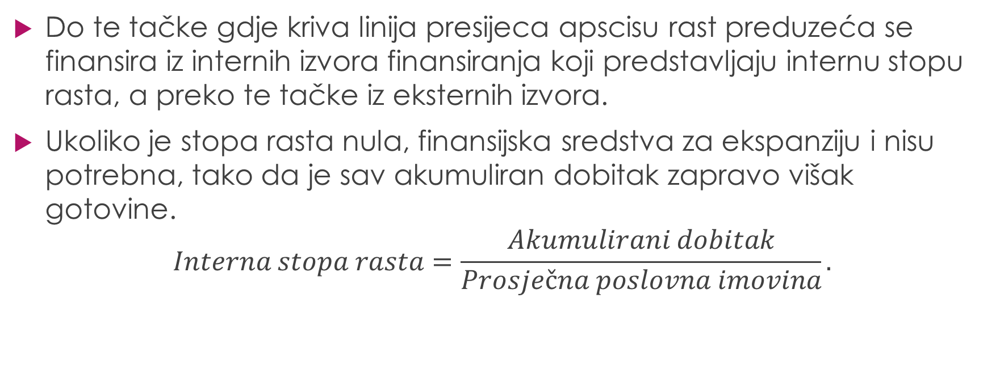 Do te tačke gdje kriva linija presijeca apscisu rast preduzeća se
finansira iz internih izvora finansiranja koji predstavljaju internu stopu
rasta, a preko te tačke iz eksternih izvora.
Ukoliko je stopa rasta nula, finansijska sredstva za ekspanziju i nisu
potrebna, tako da je sav akumuliran dobitak zapravo višak
gotovine.
Interna stopa rasta = Akumulirani dobitak / Prosječna poslovna imovina.